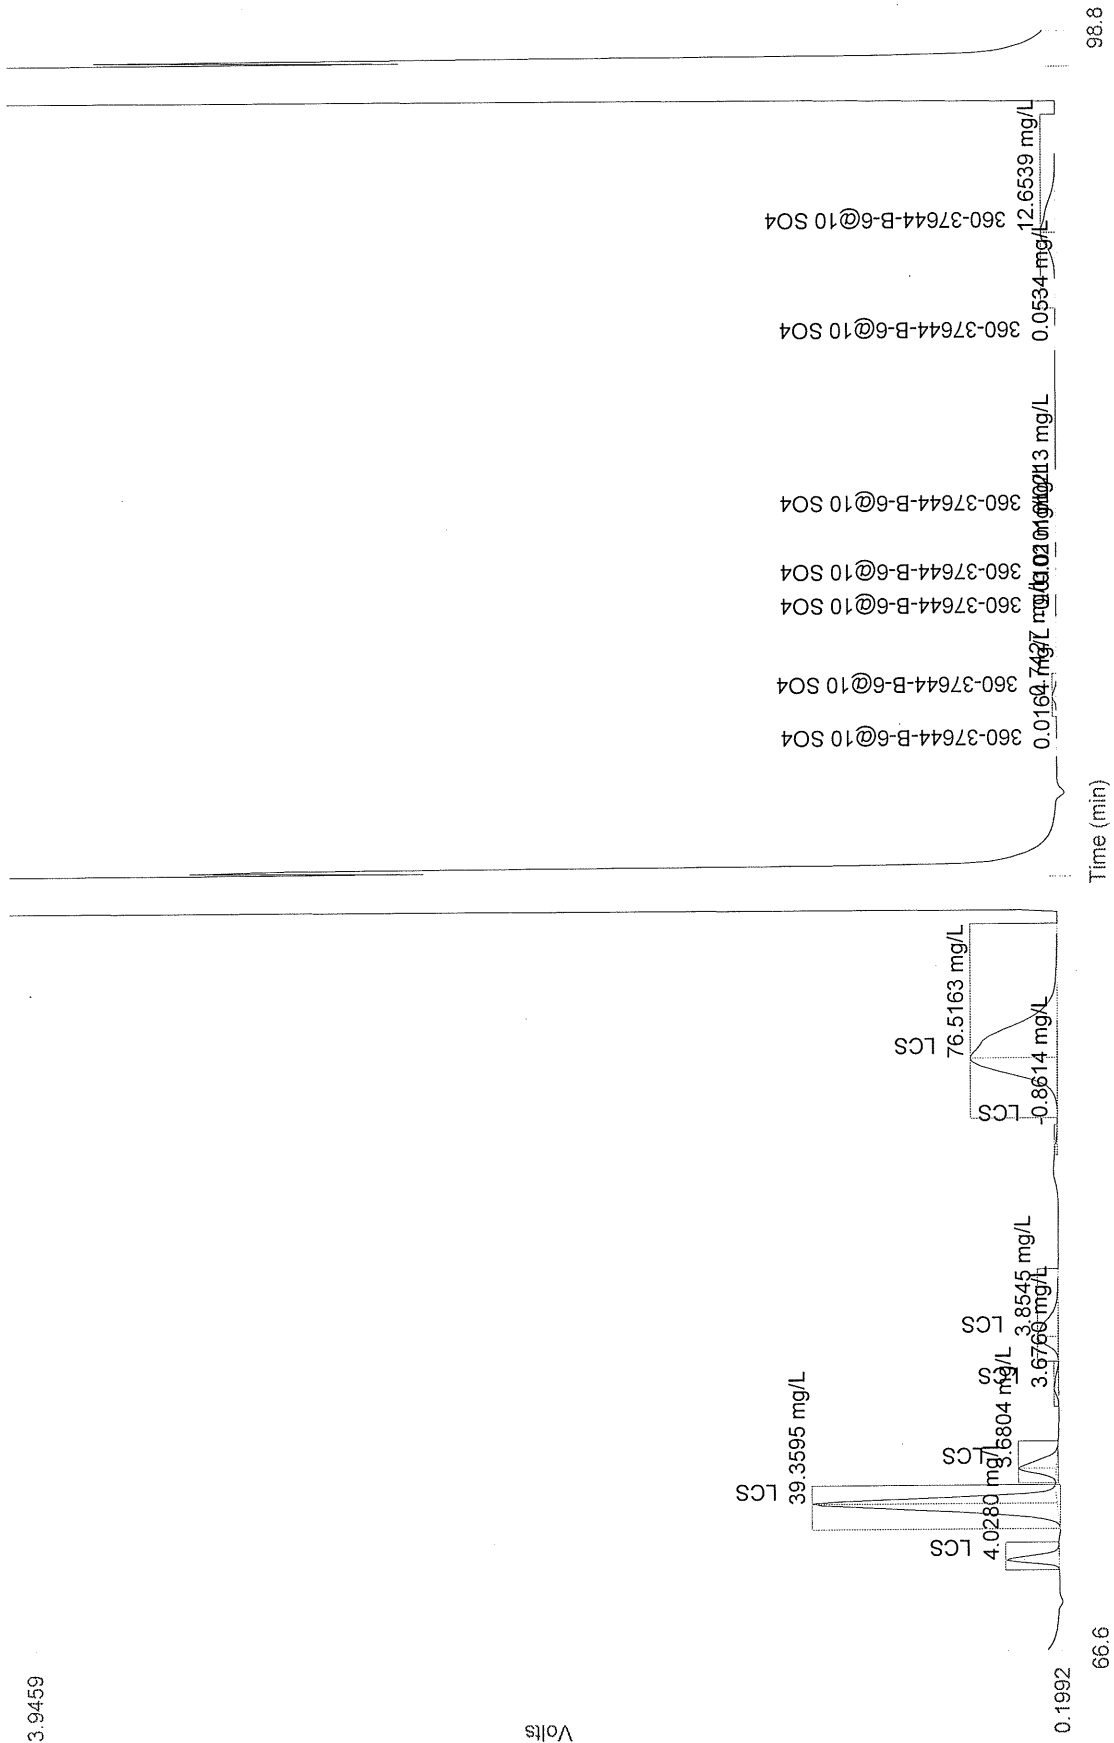 3.9459
Volts
0.1992
66.6
LCS
4.0280 mg/L
LCS
39.3595 mg/L
LCS
3.6804 mg/L
LCS
3.6760 mg/L
LCS
3.8545 mg/L
LCS
-0.8614 mg/L
LCS
76.5163 mg/L
Time (min)
360-37644-B-6@10 SO4
0.0164 mg/L
360-37644-B-6@10 SO4
0.7427 mg/L
360-37644-B-6@10 SO4
360-37644-B-6@10 SO4
360-37644-B-6@10 SO4
360-37644-B-6@10 SO4
0.0534 mg/L
360-37644-B-6@10 SO4
12.6539 mg/L
98.8